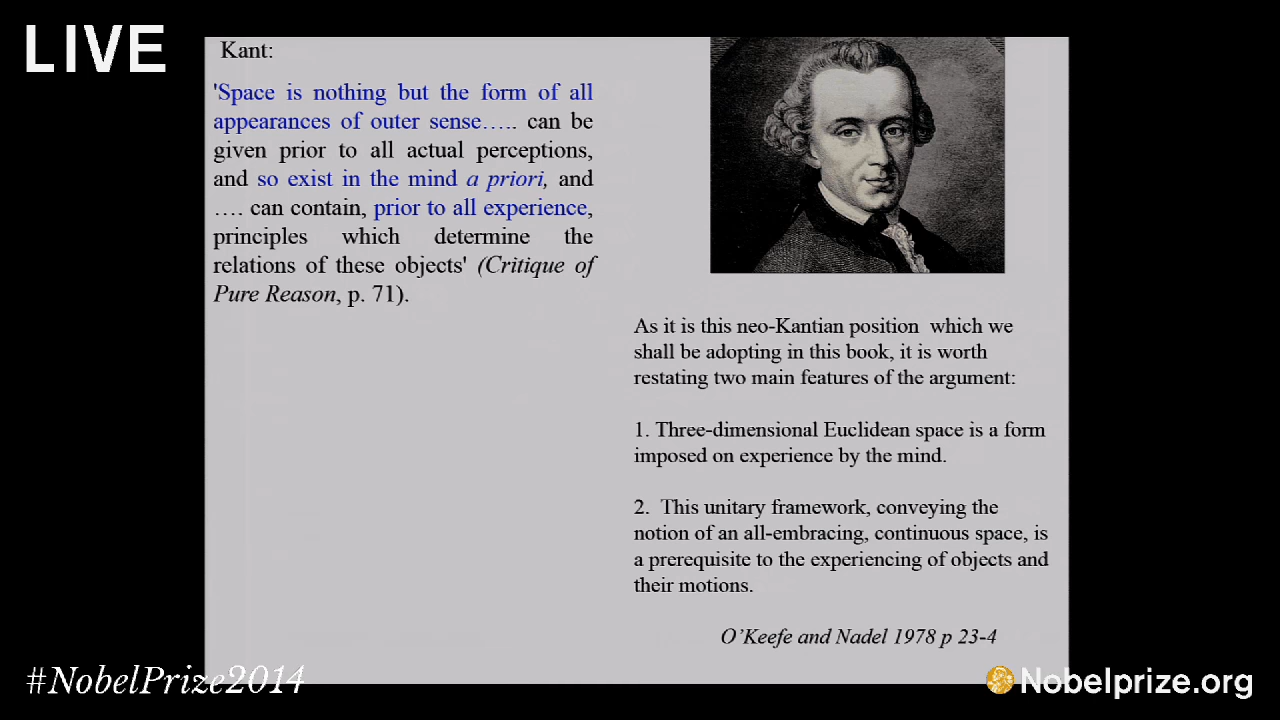 LIVE
Kant:
'Space is nothing but the form of all
appearances of outer sense….. can be
given prior to all actual perceptions,
and so exist in the mind a priori, and
…. can contain, prior to all experience,
principles which determine the
relations of these objects' (Critique of
Pure Reason, p. 71).
As it is this neo-Kantian position which we
shall be adopting in this book, it is worth
restating two main features of the argument:
1. Three-dimensional Euclidean space is a form
imposed on experience by the mind.
2. This unitary framework, conveying the
notion of an all-embracing, continuous space, is
a prerequisite to the experiencing of objects and
their motions.
O'Keefe and Nadel 1978 p 23-4
#NobelPrize2014
Nobelprize.org